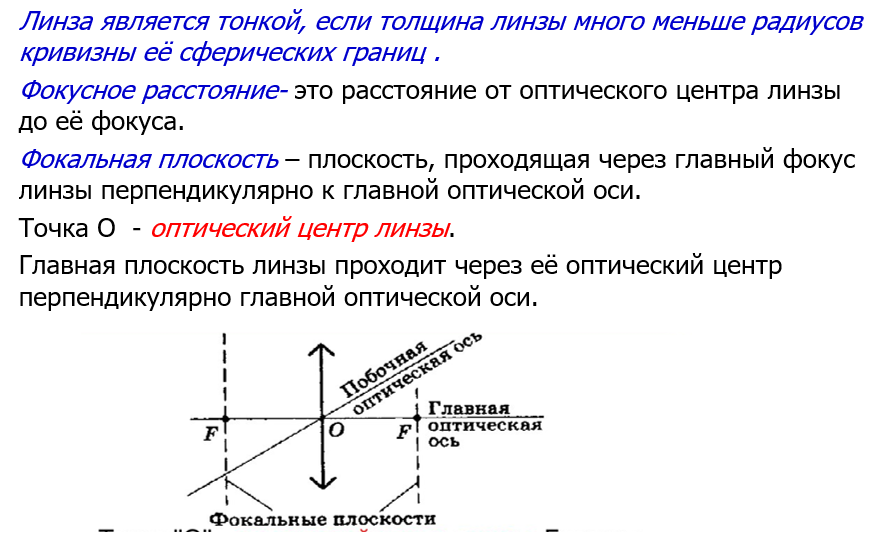 Линза является тонкой, если толщина линзы много меньше радиусов
кривизны её сферических границ .
Фокусное расстояние- это расстояние от оптического центра линзы
до её фокуса.
Фокальная плоскость – плоскость, проходящая через главный фокус
линзы перпендикулярно к главной оптической оси.
Точка О - оптический центр линзы.
Главная плоскость линзы проходит через её оптический центр
перпендикулярно главной оптической оси.
Побочная
оптическая ось
F
O
F
Главная
оптическая
ось
Фокальные плоскости